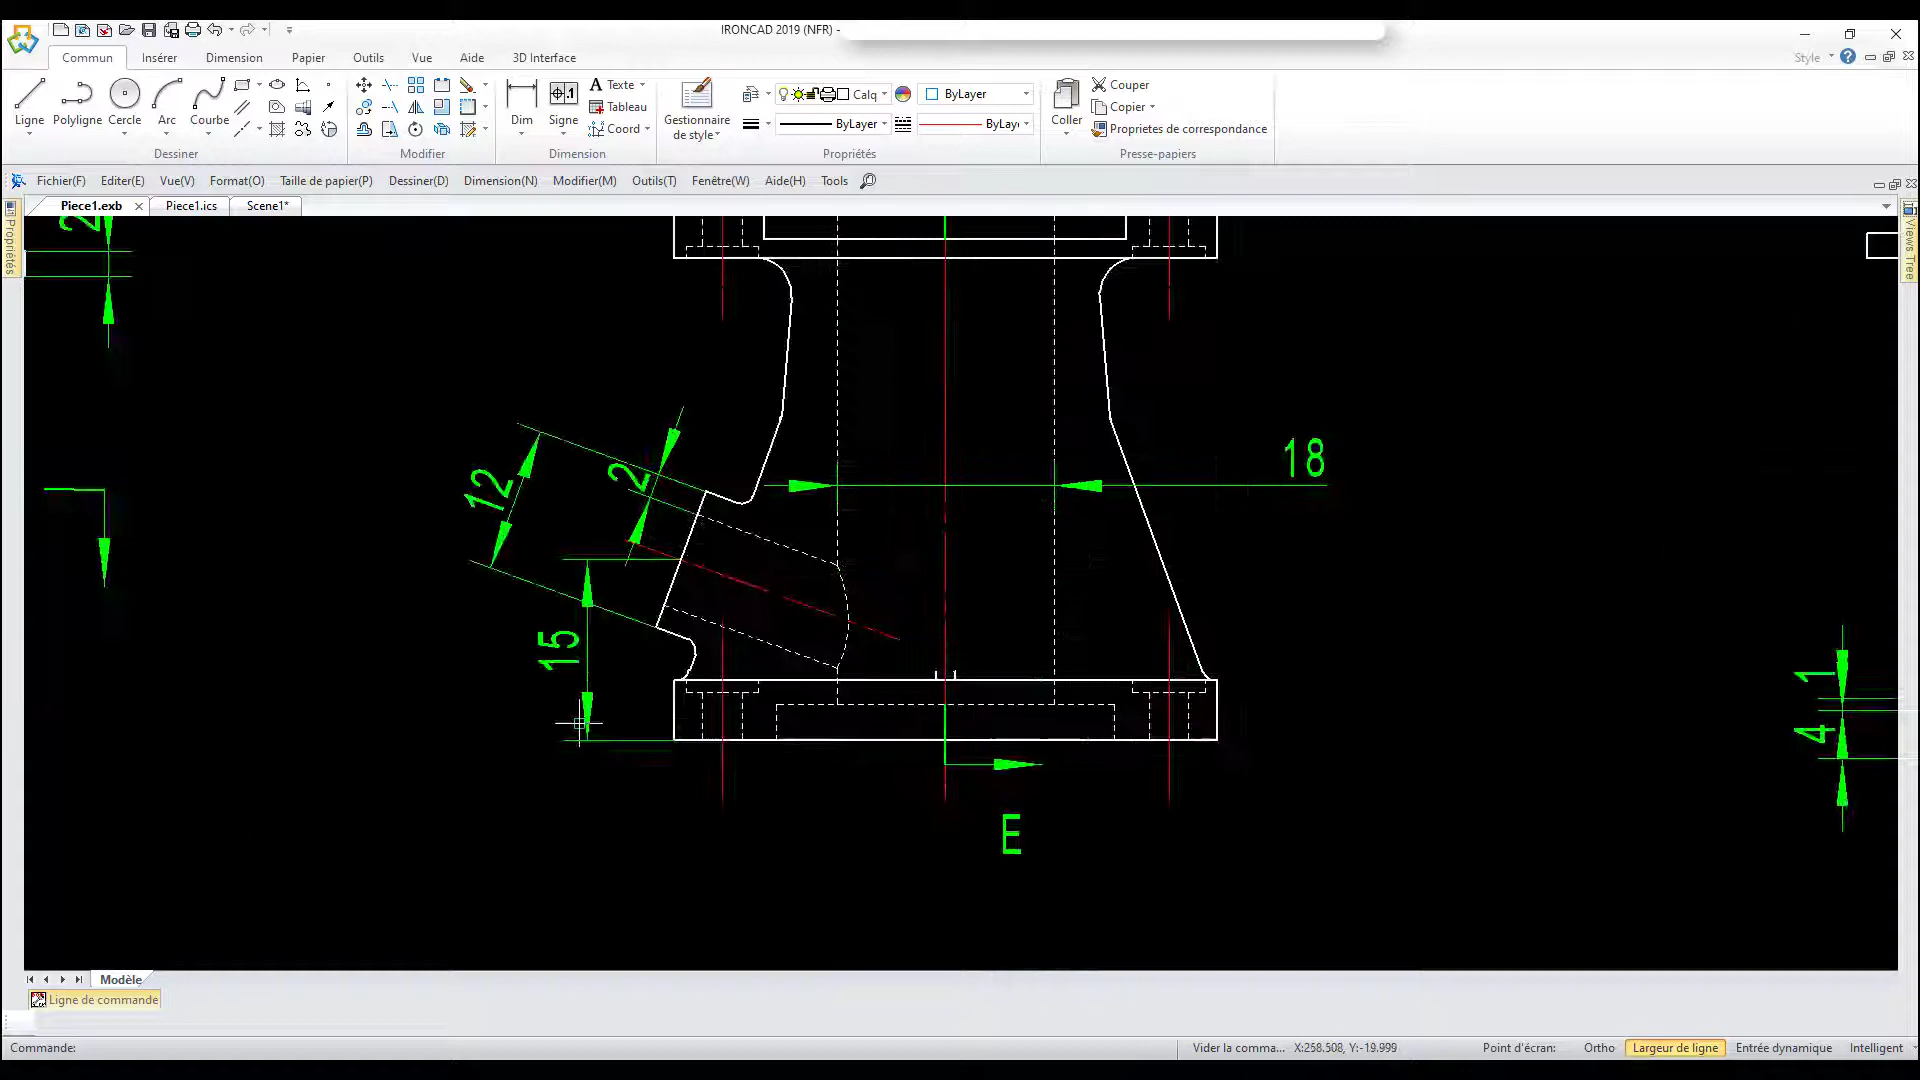 IRONCAD 2019 (NFR) -
Commun Insérer Dimension Papier Outils Vue Aide 3D Interface
Style
Ligne Polyligne Cercle Arc Courbe
Dim Signe
Texte
Tableau
Coord
Gestionnaire
de style
Calq
ByLayer
ByLayer
ByLay
Coller
Couper
Copier
Proprietes de correspondance
Dessiner Modifier Dimension Propriétés Presse-papiers
Fichier(F) Editer(E) Vue(V) Format(O) Taille de papier(P) Dessiner(D) Dimension(N) Modifier(M) Outils(T) Fenêtre(W) Aide(H) Tools
Piece1.exb Piece1.ics Scene1*
Propriétés
Views Tree
2
12
2
18
15
1
4
E
Modèle
Ligne de commande
Commande:
Vider la comma... X:258.508, Y:-19.999 Point d'écran: Ortho Largeur de ligne Entrée dynamique Intelligent